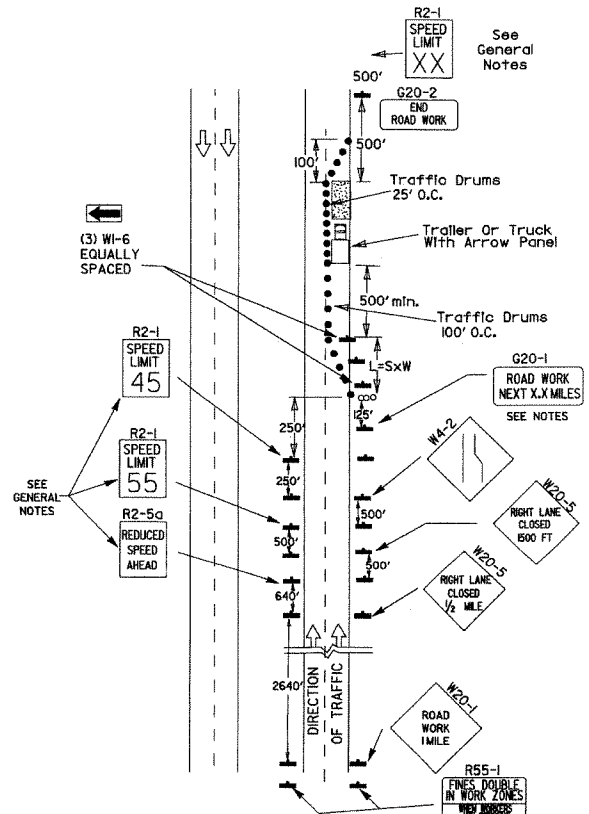 R2-1
SPEED
LIMIT
XX
See
General
Notes
500'
G20-2
END
ROAD WORK
500'
100'
Traffic Drums
25' O.C.
Trailer Or Truck
With Arrow Panel
(3) W1-6
EQUALLY
SPACED
500' min.
Traffic Drums
100' O.C.
R2-1
SPEED
LIMIT
45
L=SxW
G20-1
ROAD WORK
NEXT X.X MILES
SEE NOTES
125'
250'
250'
W4-2
R2-1
SPEED
LIMIT
55
SEE
GENERAL
NOTES
500'
500'
W20-5
RIGHT LANE
CLOSED
1500 FT
R2-5a
REDUCED
SPEED
AHEAD
500'
640'
W20-5
RIGHT LANE
CLOSED
1/2 MILE
2640'
DIRECTION
OF TRAFFIC
W20-1
ROAD
WORK
1 MILE
R55-1
FINES DOUBLE
IN WORK ZONES
WHEN WORKERS